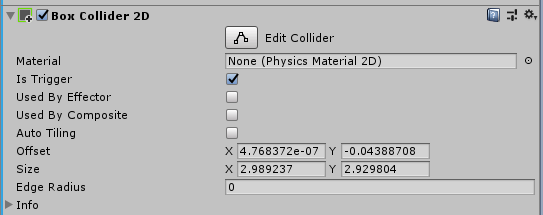 Box Collider 2D
Edit Collider
Material None (Physics Material 2D)
Is Trigger
Used By Effector
Used By Composite
Auto Tiling
Offset X 4.768372e-07 Y -0.04388708
Size X 2.989237 Y 2.929804
Edge Radius 0
Info